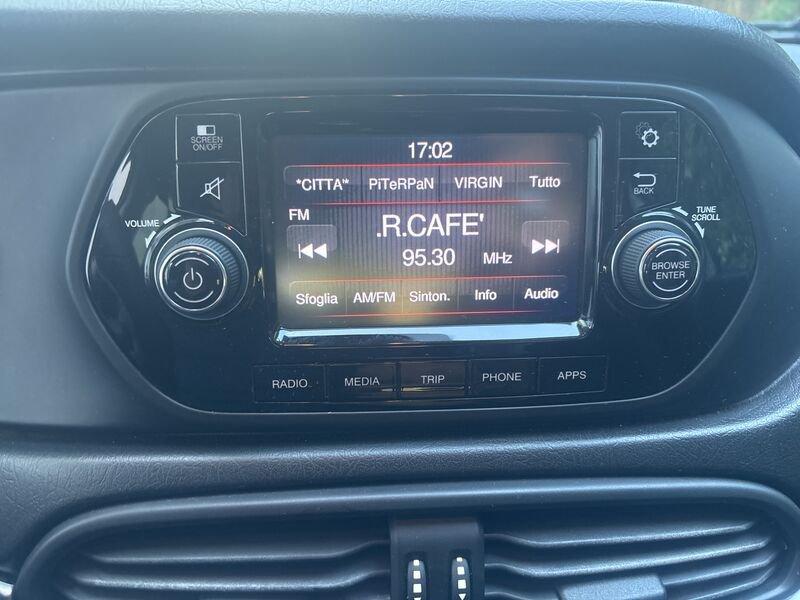 17:02
SCREEN
ON/OFF
*CITTA'* PiTeRPaN VIRGIN Tutto
BACK
VOLUME
TUNE
SCROLL
FM
.R.CAFE'
95.30 MHz
BROWSE
ENTER
Sfoglia AM/FM Sinton. Info Audio
RADIO MEDIA TRIP PHONE APPS